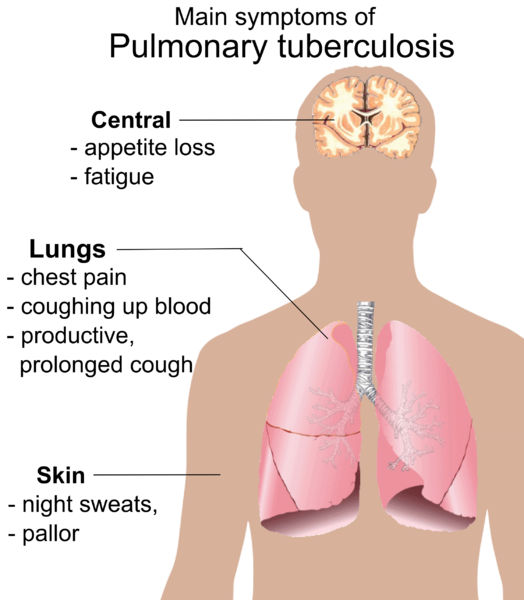 Main symptoms of
Pulmonary tuberculosis
Central
- appetite loss
- fatigue
Lungs
- chest pain
- coughing up blood
- productive,
prolonged cough
Skin
- night sweats,
- pallor